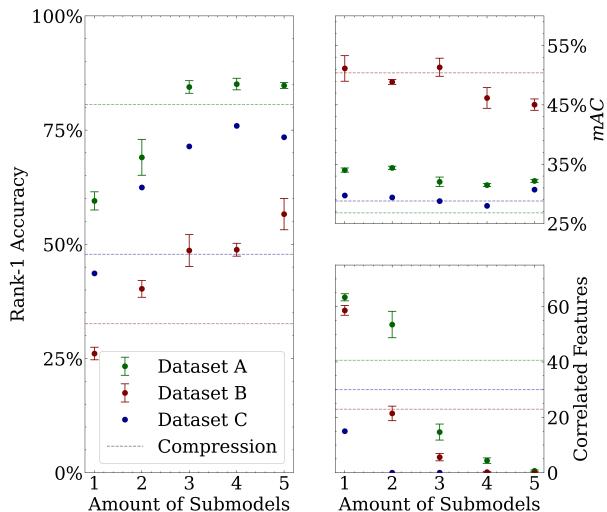 100%
75%
50%
25%
0%
Rank-1 Accuracy
Dataset A
Dataset B
Dataset C
Compression
1 2 3 4 5
Amount of Submodels
55%
45%
35%
25%
mAC
60
40
20
0
Correlated Features
1 2 3 4 5
Amount of Submodels